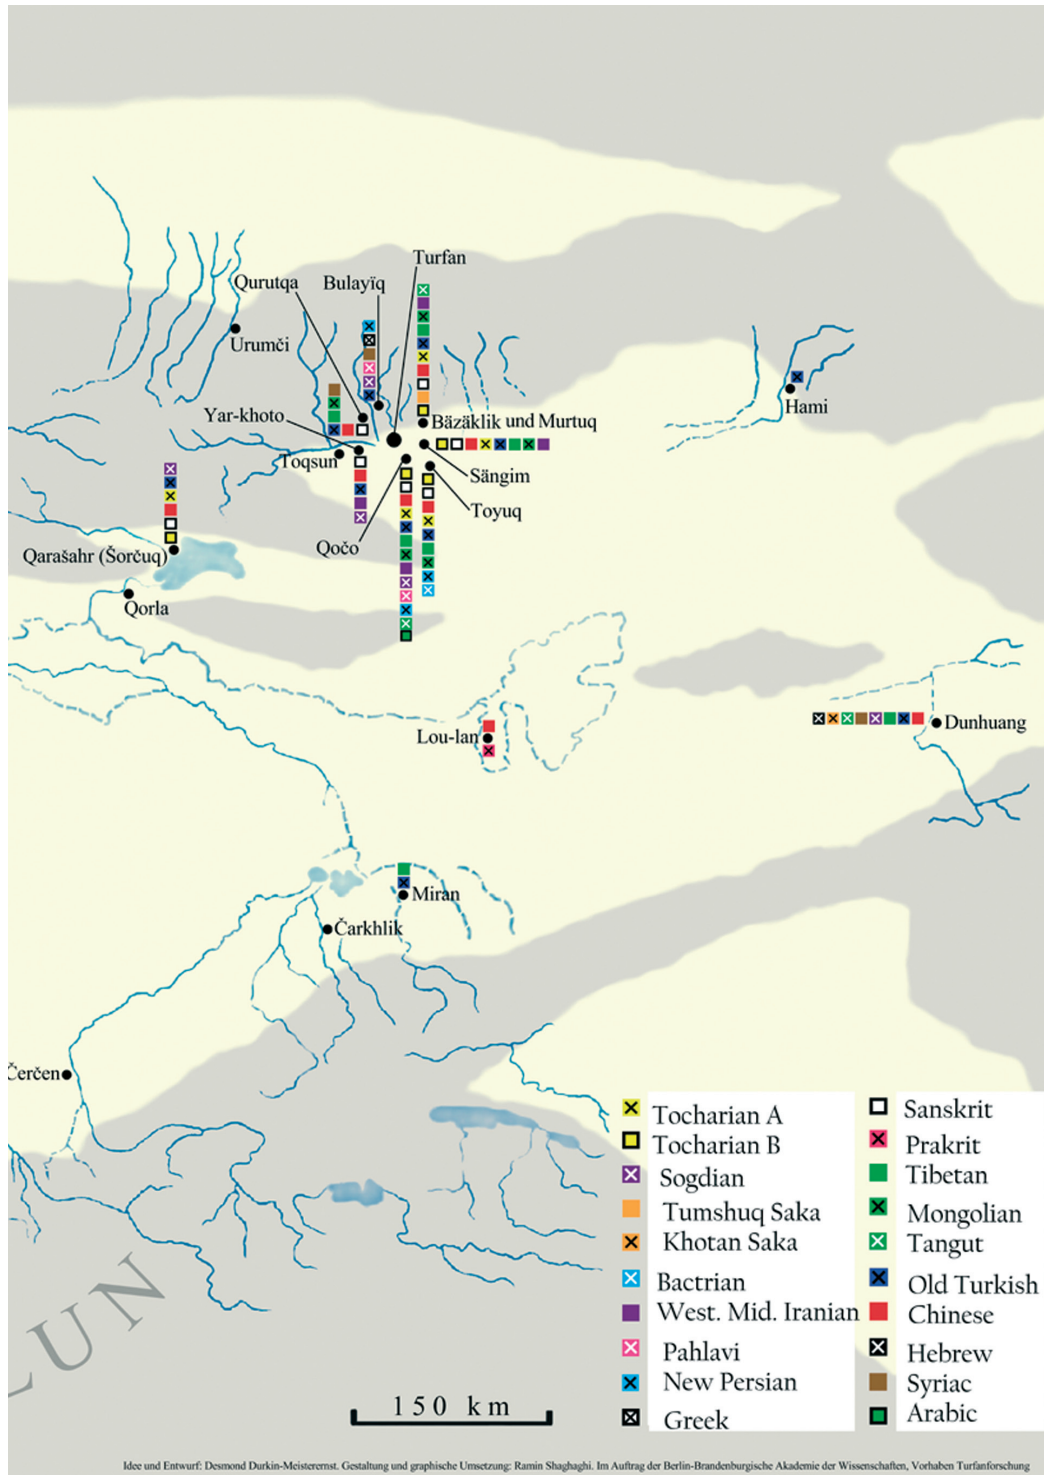 Turfan
Qurutqa
Bulayïq
Urumči
Hami
Yar-khoto
Bäzäklik und Murtuq
Toqsun
Sängim
Toyuq
Qočo
Qarašahr (Šorčuq)
Qorla
Lou-lan
Dunhuang
Miran
Čarkhlik
Čerčen
LUN
Tocharian A
Tocharian B
Sogdian
Tumshuq Saka
Khotan Saka
Bactrian
West. Mid. Iranian
Pahlavi
New Persian
Greek
Sanskrit
Prakrit
Tibetan
Mongolian
Tangut
Old Turkish
Chinese
Hebrew
Syriac
Arabic
150 km
Idee und Entwurf: Desmond Durkin-Meisterernst. Gestaltung und graphische Umsetzung: Ramin Shaghaghi. Im Auftrag der Berlin-Brandenburgische Akademie der Wissenschaften, Vorhaben Turfanforschung